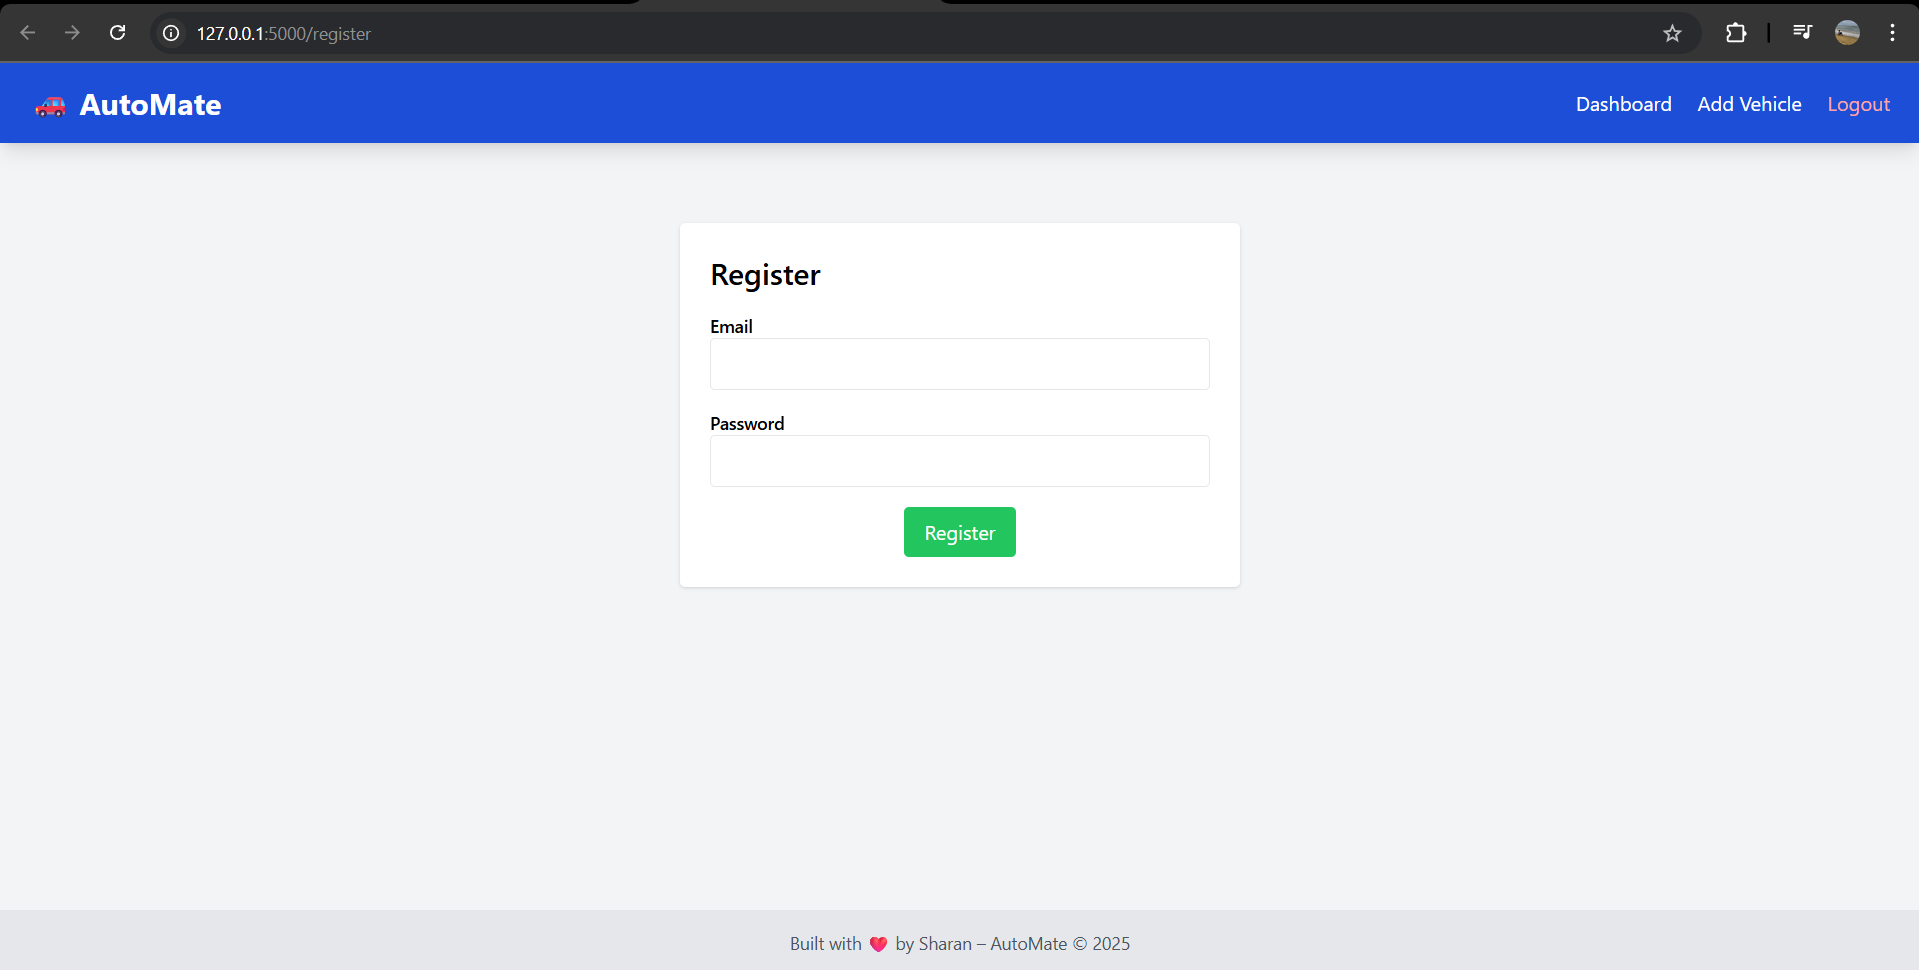 127.0.0.1:5000/register
🚗 AutoMate
Dashboard Add Vehicle Logout
Register
Email
Password
Register
Built with ❤️ by Sharan – AutoMate © 2025